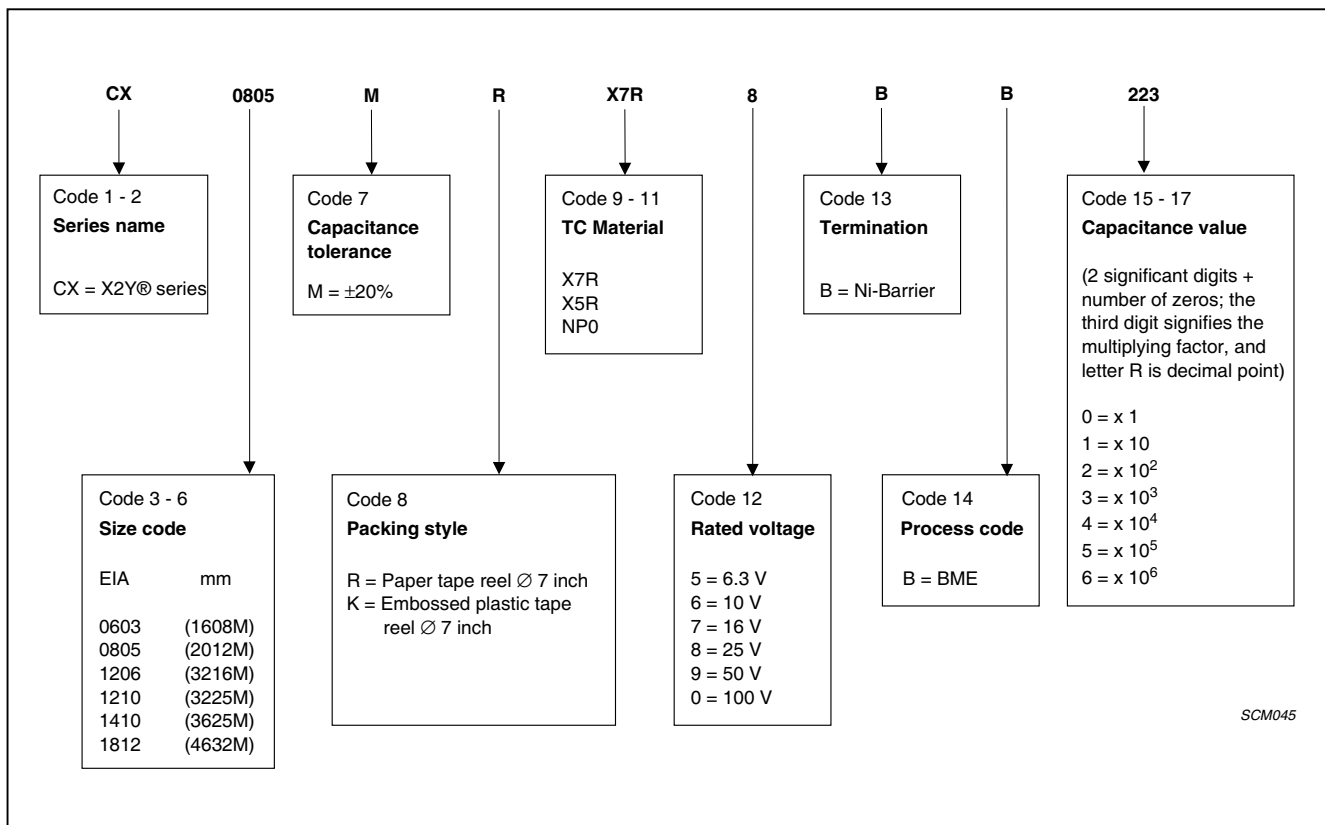 CX 0805 M R X7R 8 B B 223
Code 1 - 2
Series name
CX = X2Y® series
Code 7
Capacitance
tolerance
M = ±20%
Code 9 - 11
TC Material
X7R
X5R
NP0
Code 13
Termination
B = Ni-Barrier
Code 15 - 17
Capacitance value
(2 significant digits +
number of zeros; the
third digit signifies the
multiplying factor, and
letter R is decimal point)
0 = x 1
1 = x 10
2 = x 10²
3 = x 10³
4 = x 10⁴
5 = x 10⁵
6 = x 10⁶
Code 3 - 6
Size code
EIA mm
0603 (1608M)
0805 (2012M)
1206 (3216M)
1210 (3225M)
1410 (3625M)
1812 (4632M)
Code 8
Packing style
R = Paper tape reel ∅ 7 inch
K = Embossed plastic tape
reel ∅ 7 inch
Code 12
Rated voltage
5 = 6.3 V
6 = 10 V
7 = 16 V
8 = 25 V
9 = 50 V
0 = 100 V
Code 14
Process code
B = BME
SCM045